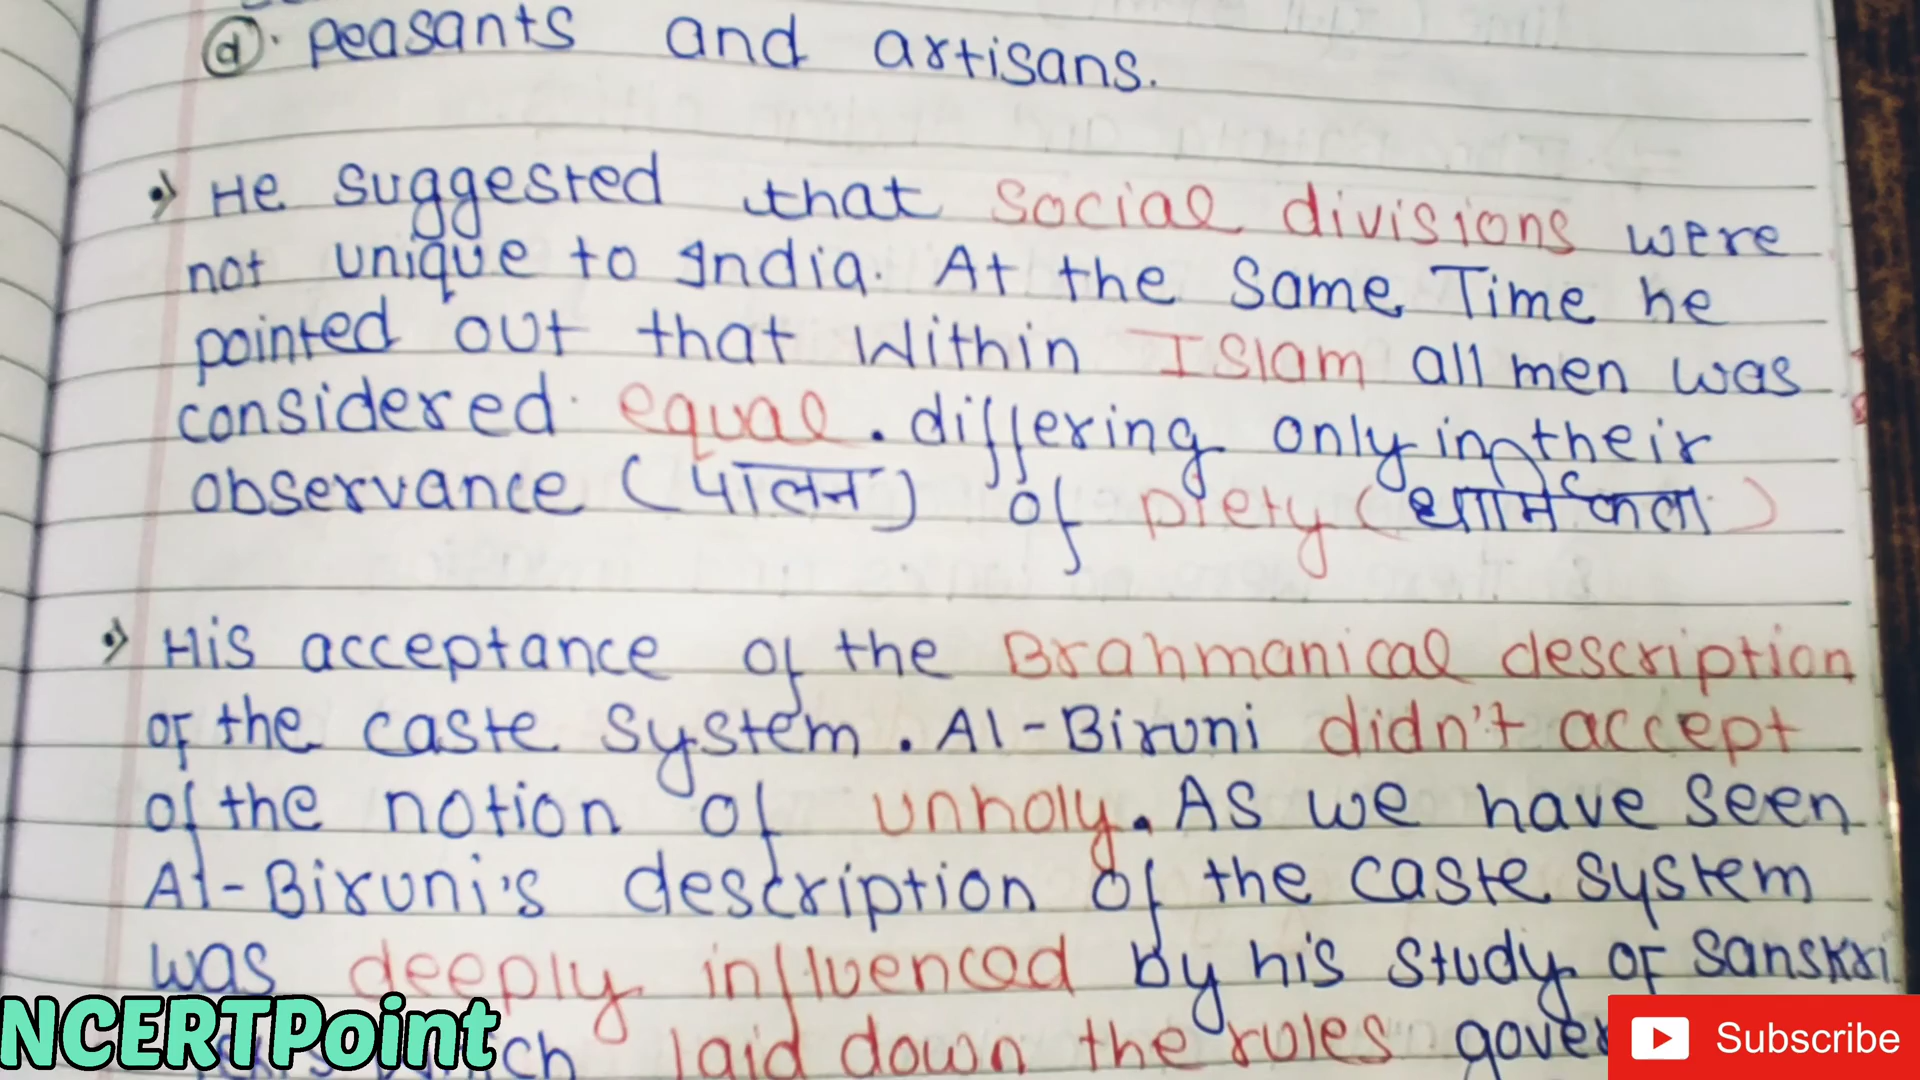 (d). peasants and artisans.
He suggested that social divisions were
not unique to India. At the Same Time he
pointed out that Within ISlam all men was
considered equal. differing only in their
observance (पालन) of piety (धार्मिकता)
His acceptance of the Brahmanical description
of the caste system. Al-Biruni didn't accept
of the notion of unholy. As we have seen
Al-Biruni's description of the caste system
was deeply influenced by his study of Sanskri
NCERTPoint
laid down the rules gover
Subscribe